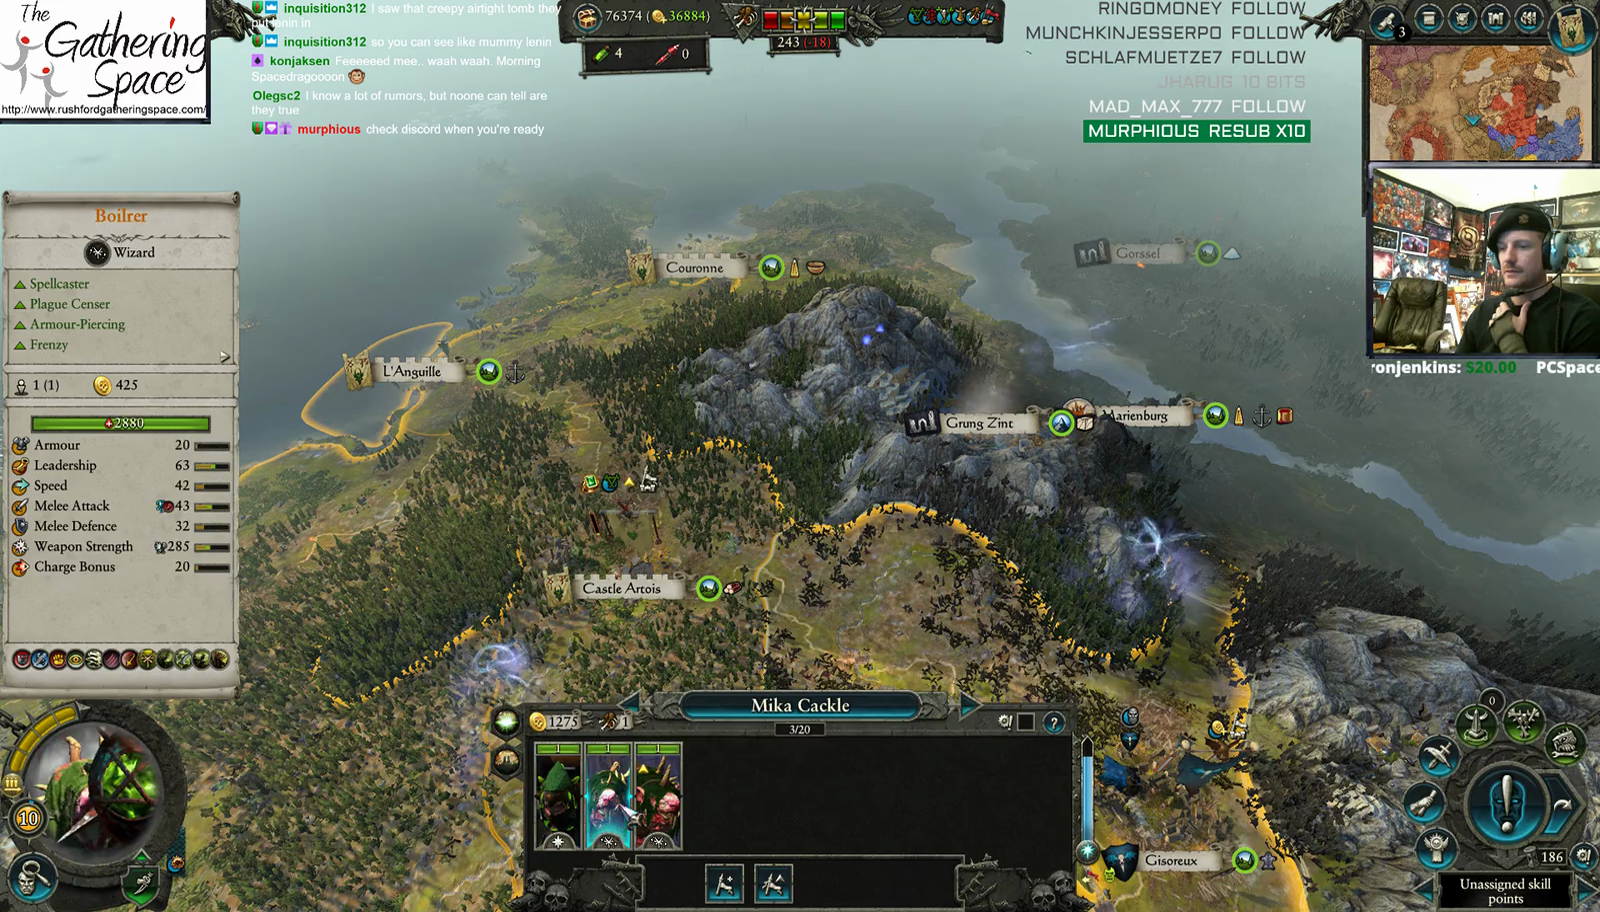 The
Gathering
Space
http://www.rushfordgatheringspace.com/
inquisition312 I saw that creepy airtight tomb they
put lenin in
inquisition312 so you can see like mummy lenin
konjaksen Feeeeeed mee.. waah waah. Morning
Spacedragoooon
Olegsc2 I know a lot of rumors, but noone can tell are
they true
murphious check discord when you're ready
76374 (36884)
4
0
243 (-18)
RINGOMONEY FOLLOW
MUNCHKINJESSERPO FOLLOW
SCHLAFMUETZE7 FOLLOW
JHARUG 10 BITS
MAD_MAX_777 FOLLOW
MURPHIOUS RESUB X10
3
ronjenkins: $20.00 PCSpace
Boilrer
Wizard
Spellcaster
Plague Censer
Armour-Piercing
Frenzy
1 (1)
425
2880
Armour 20
Leadership 63
Speed 42
Melee Attack 43
Melee Defence 32
Weapon Strength 285
Charge Bonus 20
Couronne
Gorssel
L'Anguille
Grung Zint
Marienburg
Castle Artois
Gisoreux
Mika Cackle
1275
1
3/20
?
1
1
1
10
0
186
Unassigned skill
points